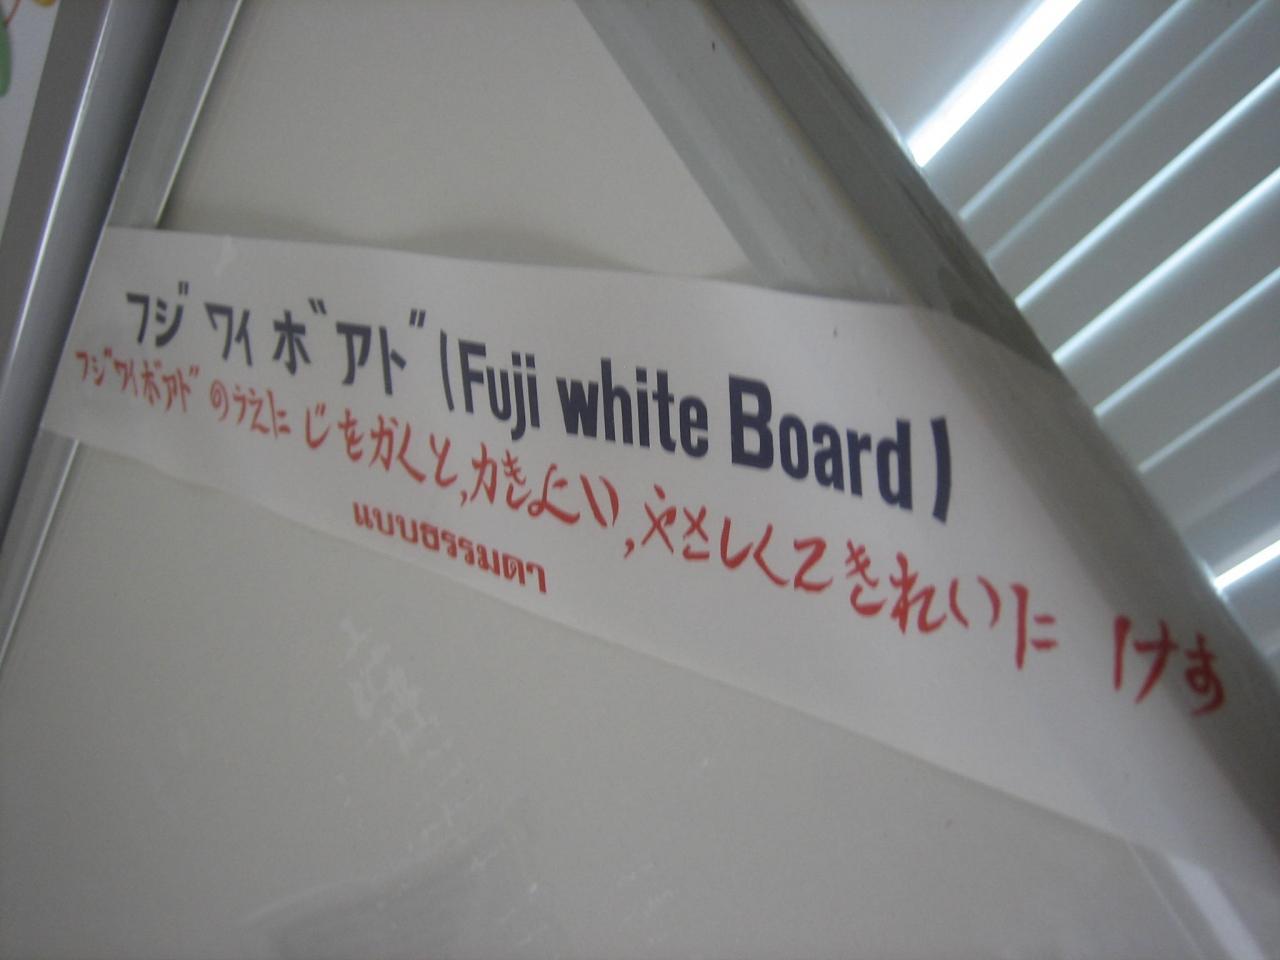 フジワイボアド (Fuji white Board)
フジワイボアド のうえに じをかくと,かきよい,やさしくてきれいに けす
แบบธรรมดา